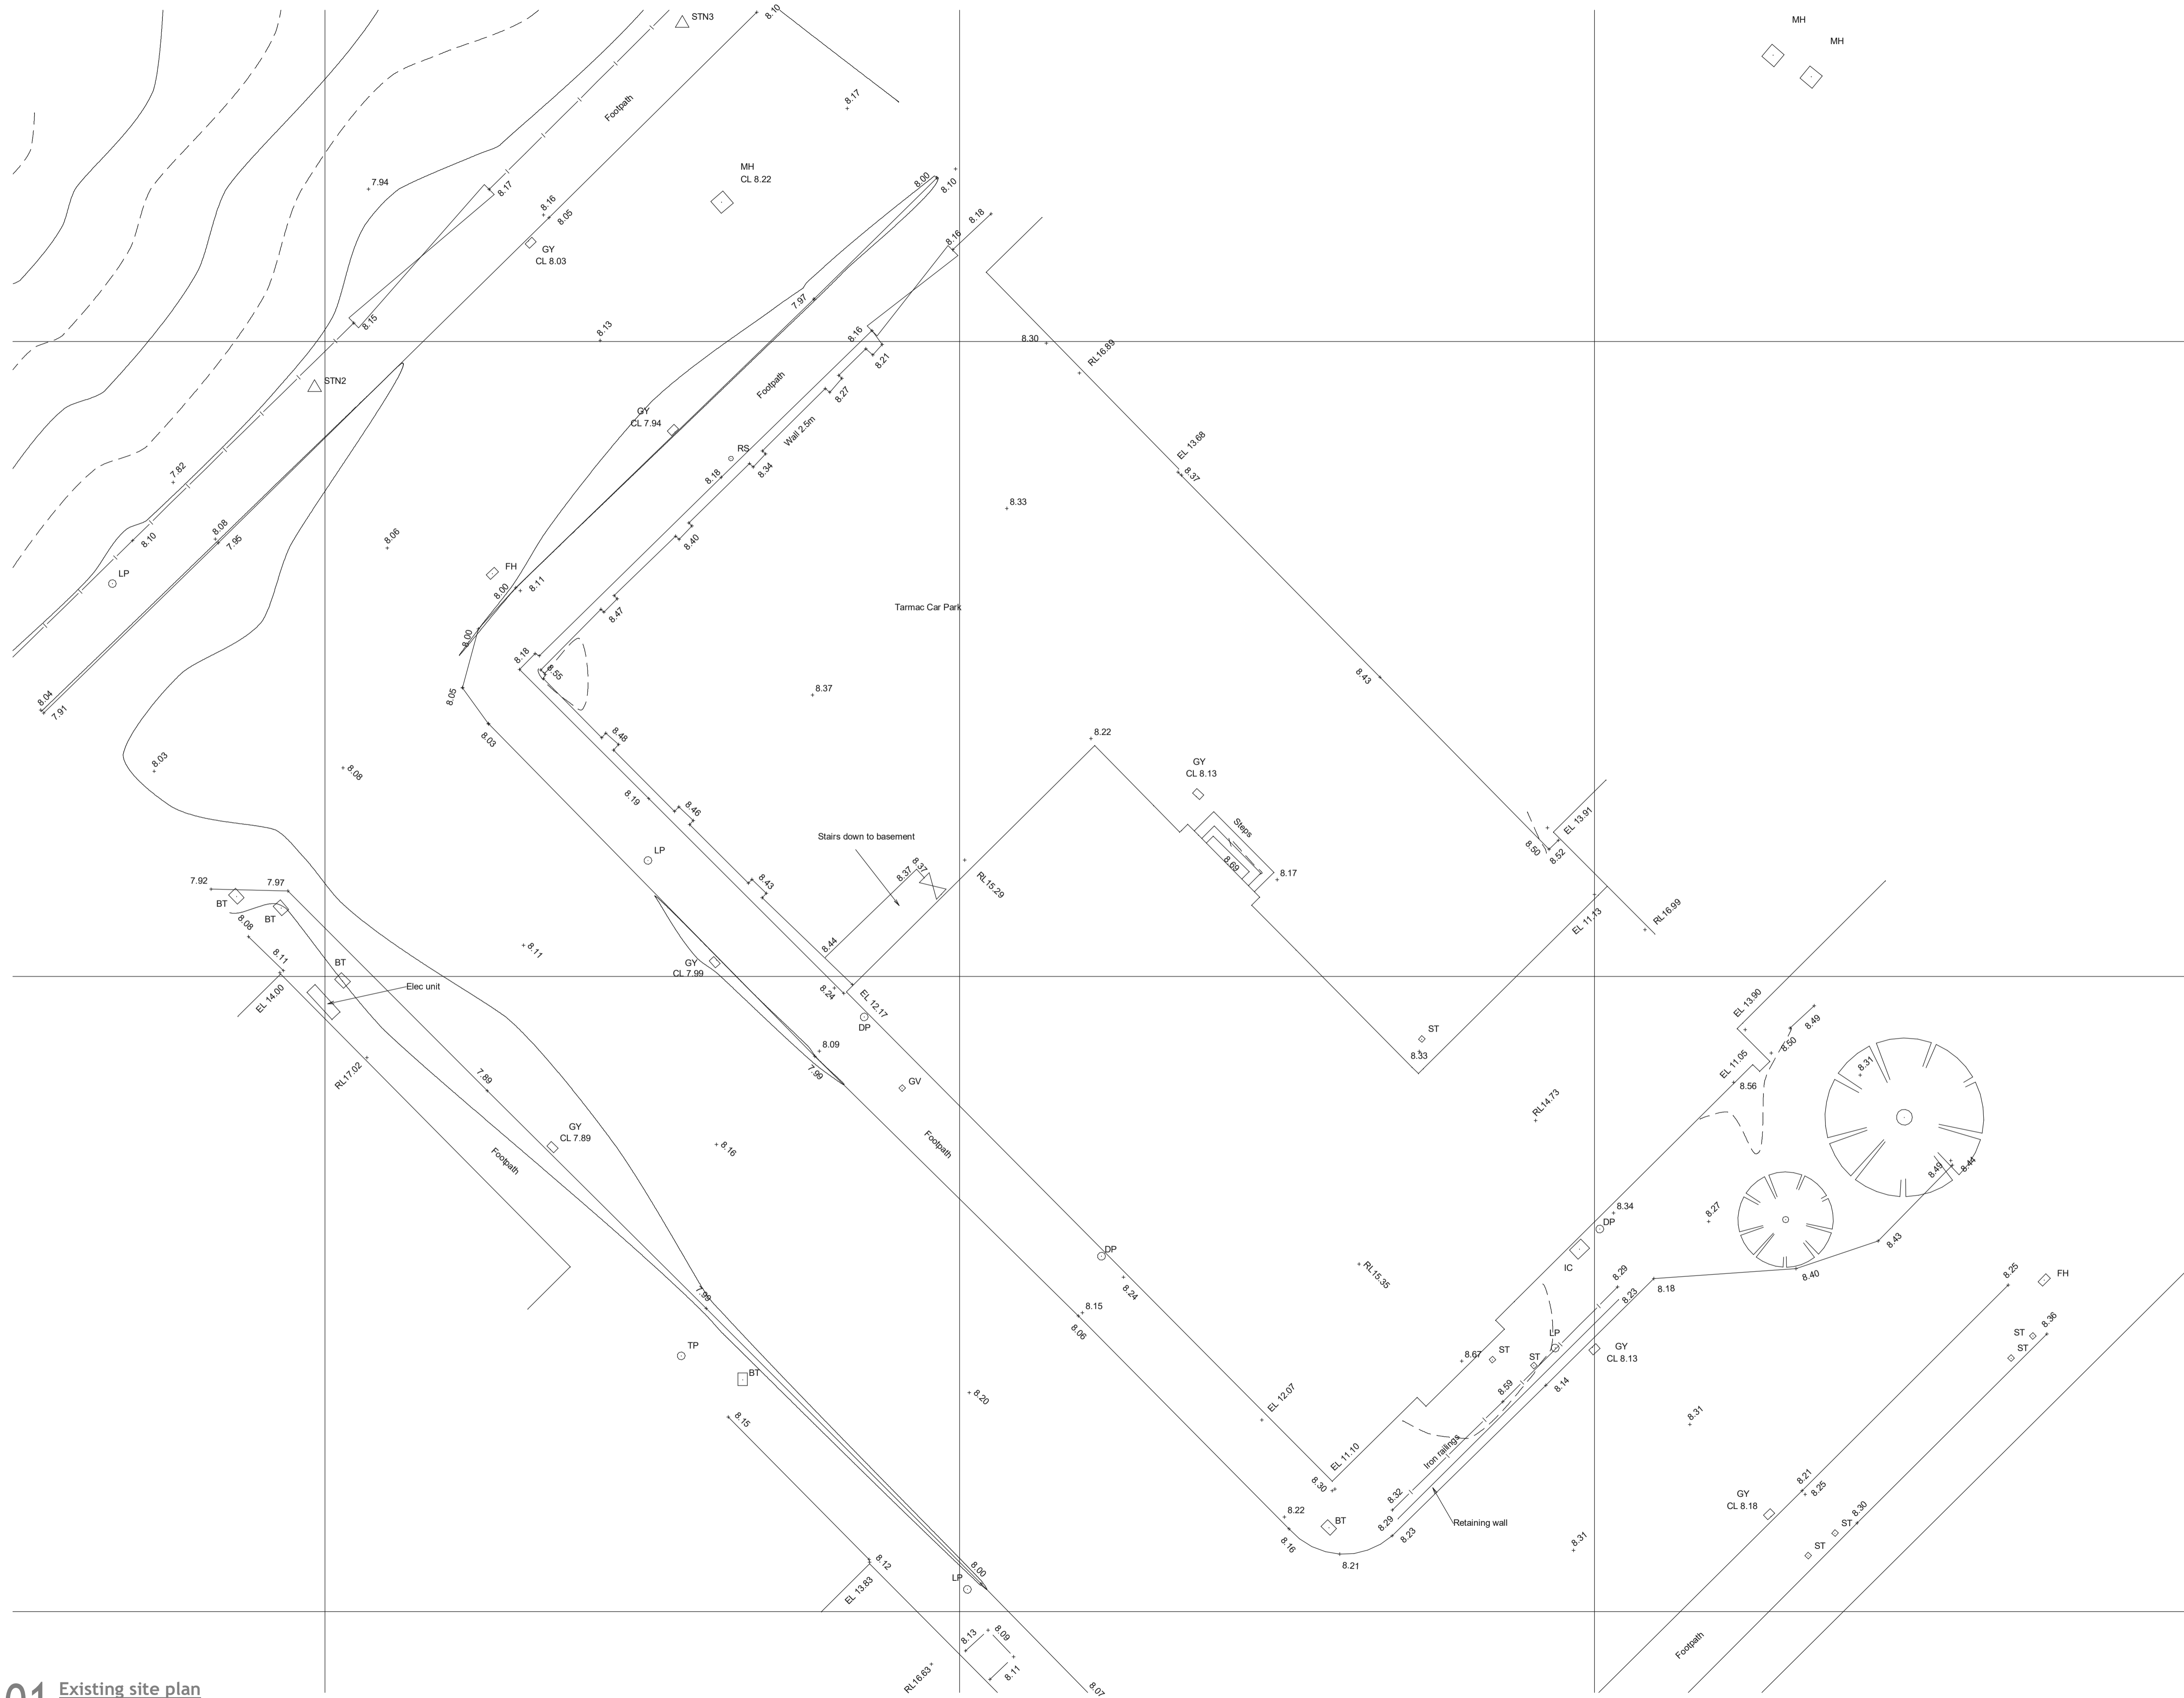 STN3
8.10
MH
MH
8.17
Footpath
MH
CL 8.22
7.94
8.17
8.16
8.05
8.00
8.10
8.18
8.16
GY
CL 8.03
7.97
8.15
8.13
8.16
8.21
8.30
RL16.89
STN2
Footpath
8.27
GY
CL 7.94
Wall 2.5m
RS
EL 13.68
8.37
7.82
8.18
8.34
8.33
8.08
7.95
8.10
8.06
8.40
LP
FH
8.00
8.11
8.47
Tarmac Car Park
8.00
8.18
8.55
8.43
8.04
7.91
8.05
8.37
8.03
8.48
8.22
8.03
8.08
GY
CL 8.13
8.19
8.46
Steps
EL 13.91
Stairs down to basement
LP
8.50
8.52
8.69
8.37
8.37
8.17
7.92
7.97
8.43
RL15.29
BT
BT
8.08
EL 11.13
RL16.99
8.11
8.11
8.44
BT
GY
CL 7.99
Elec unit
EL 14.00
8.24
EL 12.17
DP
EL 13.90
8.49
ST
8.50
8.09
8.33
EL 11.05
8.31
RL17.02
7.89
7.99
GV
8.56
RL14.73
GY
CL 7.89
8.16
Footpath
Footpath
8.49
8.44
8.34
8.27
DP
DP
8.43
IC
RL15.35
8.29
8.40
8.25
FH
7.99
8.24
8.23
8.18
8.15
8.06
LP
8.36
TP
ST
ST
GY
CL 8.13
ST
ST
8.67
BT
8.20
8.59
8.14
8.15
EL 12.07
8.31
Iron railings
EL 11.10
8.30
8.21
8.25
GY
CL 8.18
8.32
8.30
8.22
8.29
BT
8.23
Retaining wall
ST
8.16
8.31
ST
8.21
8.12
8.00
LP
EL 13.83
8.13
8.09
Footpath
8.11
RL16.63
8.07
01 Existing site plan